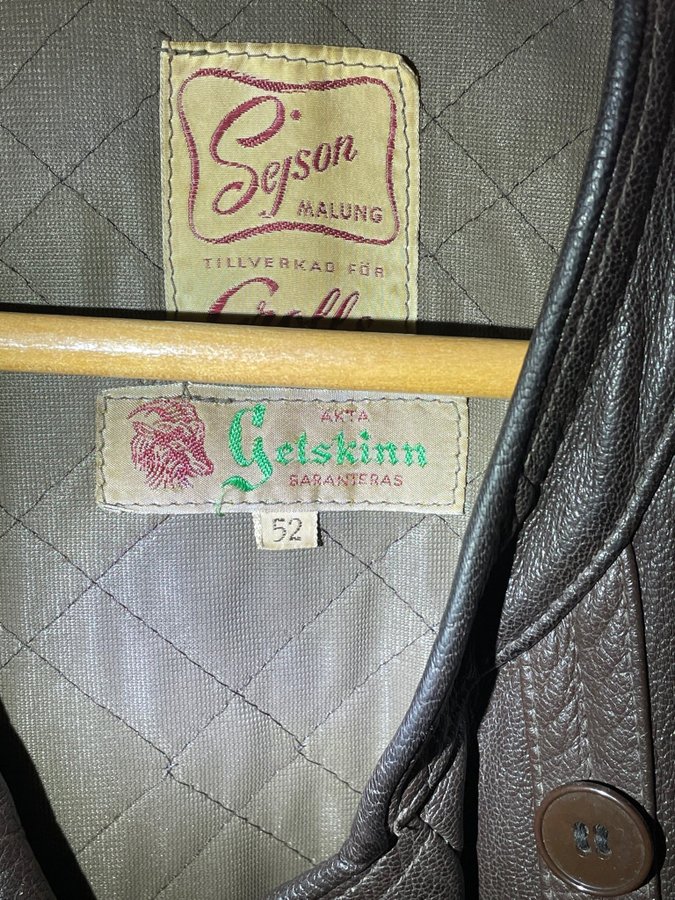 Sejson
MALUNG
TILLVERKAD FÖR
ÄKTA
Getskinn
GARANTERAS
52